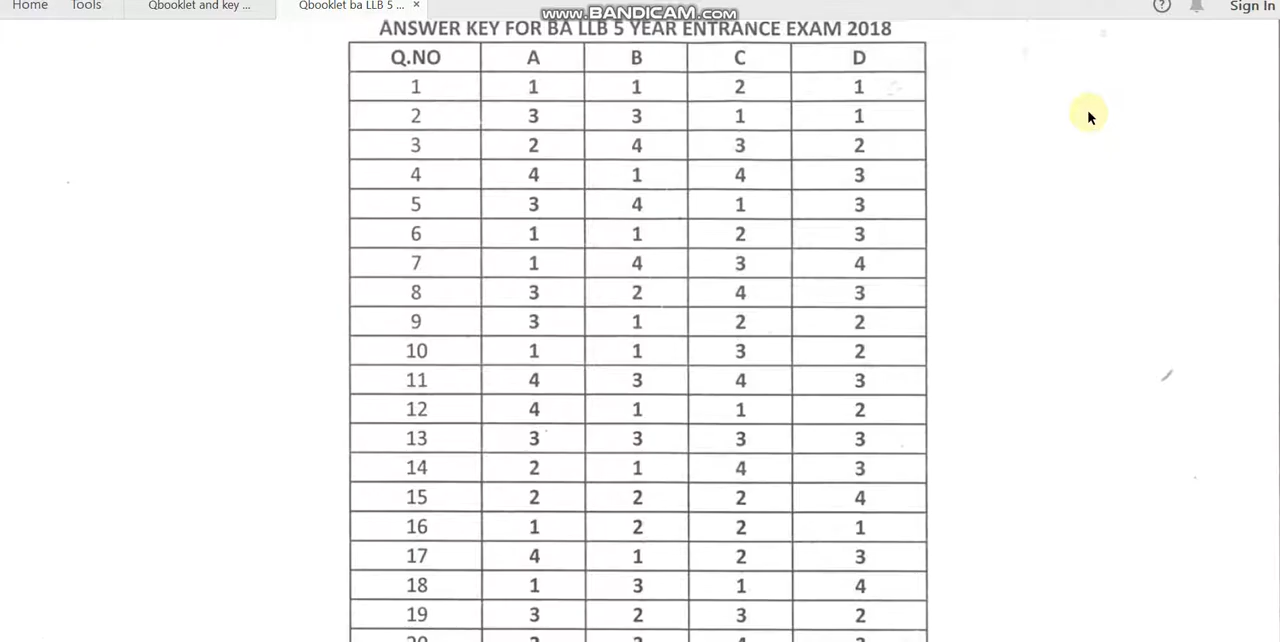 Home Tools Qbooklet and key ... Qbooklet ba LLB 5 ... × ? Sign In
www.BANDICAM.com
ANSWER KEY FOR BA LLB 5 YEAR ENTRANCE EXAM 2018
Q.NO A B C D
1 1 1 2 1
2 3 3 1 1
3 2 4 3 2
4 4 1 4 3
5 3 4 1 3
6 1 1 2 3
7 1 4 3 4
8 3 2 4 3
9 3 1 2 2
10 1 1 3 2
11 4 3 4 3
12 4 1 1 2
13 3 3 3 3
14 2 1 4 3
15 2 2 2 4
16 1 2 2 1
17 4 1 2 3
18 1 3 1 4
19 3 2 3 2